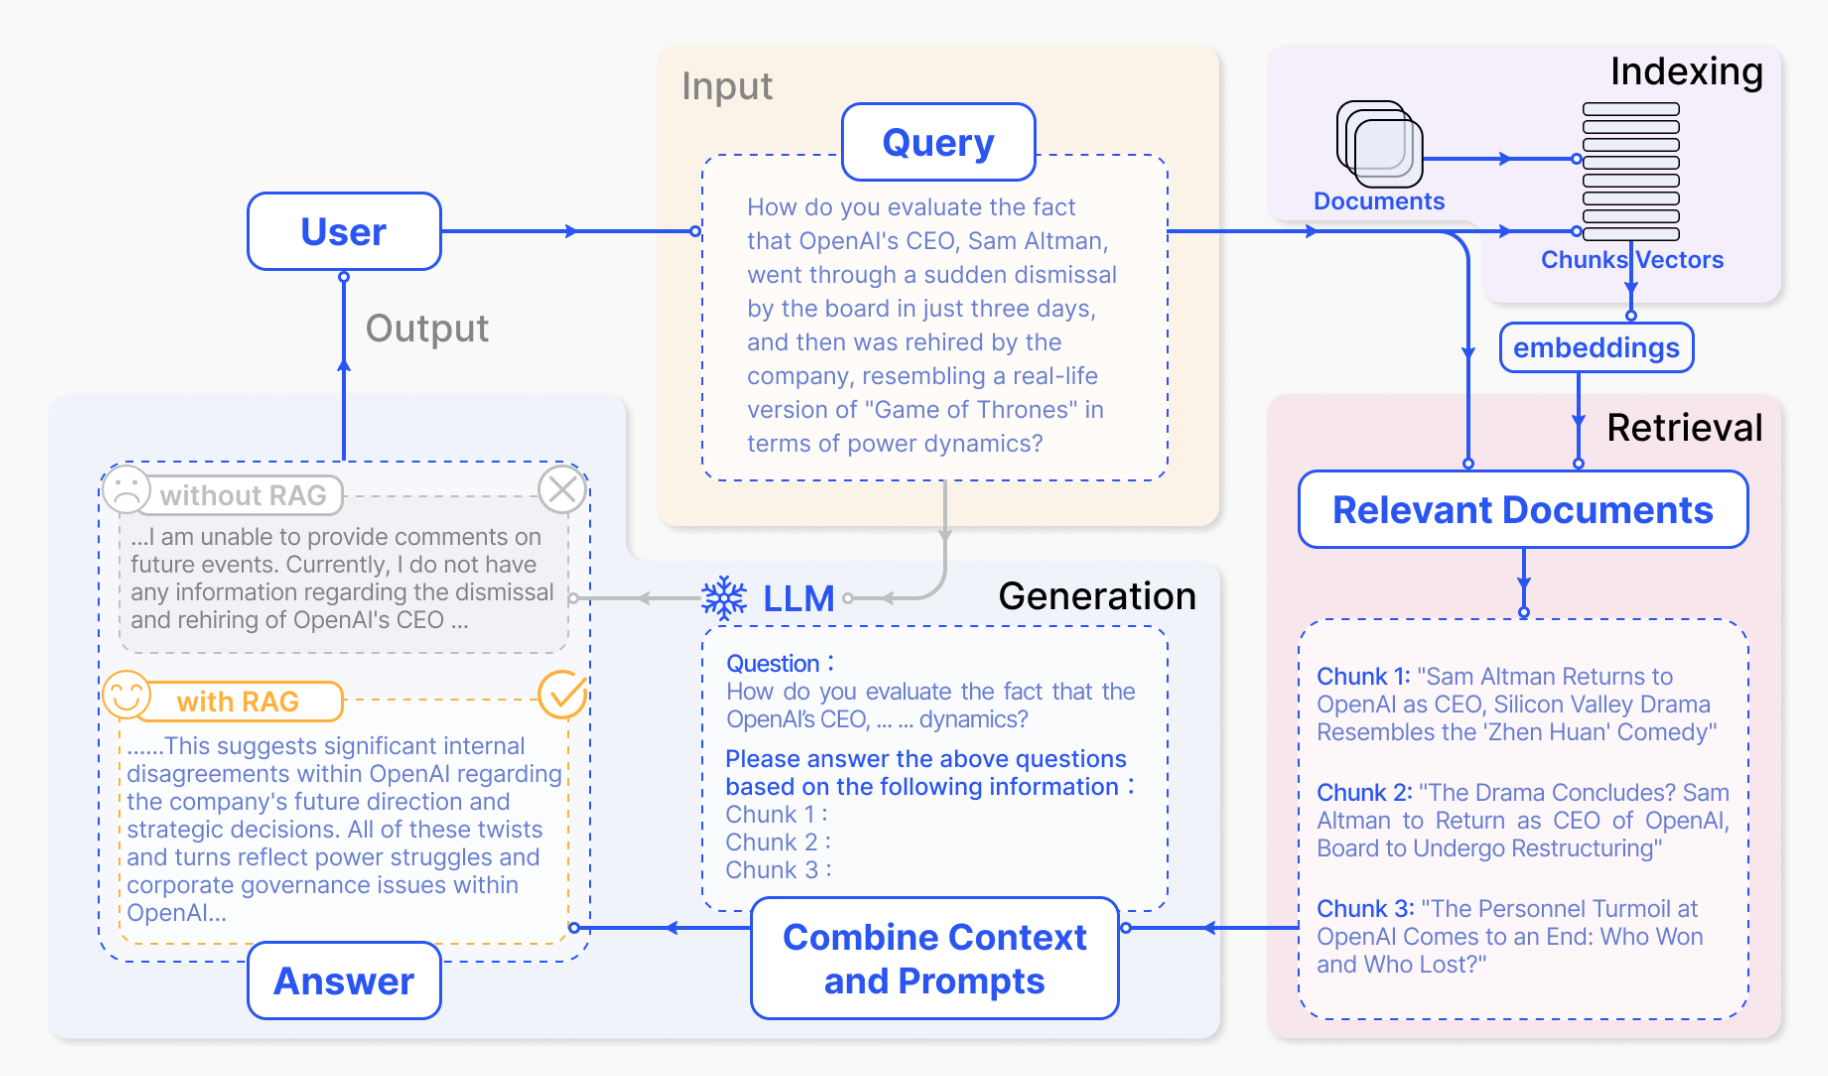 Input
Query
How do you evaluate the fact
that OpenAI's CEO, Sam Altman,
went through a sudden dismissal
by the board in just three days,
and then was rehired by the
company, resembling a real-life
version of "Game of Thrones" in
terms of power dynamics?
Indexing
Documents
Chunks Vectors
embeddings
User
Output
Retrieval
Relevant Documents
Chunk 1: "Sam Altman Returns to
OpenAI as CEO, Silicon Valley Drama
Resembles the 'Zhen Huan' Comedy"
Chunk 2: "The Drama Concludes? Sam
Altman to Return as CEO of OpenAI,
Board to Undergo Restructuring"
Chunk 3: "The Personnel Turmoil at
OpenAI Comes to an End: Who Won
and Who Lost?"
Generation
LLM
Question：
How do you evaluate the fact that the
OpenAI's CEO, ... ... dynamics?
Please answer the above questions
based on the following information：
Chunk 1：
Chunk 2：
Chunk 3：
Combine Context
and Prompts
without RAG
...I am unable to provide comments on
future events. Currently, I do not have
any information regarding the dismissal
and rehiring of OpenAI's CEO ...
with RAG
......This suggests significant internal
disagreements within OpenAI regarding
the company's future direction and
strategic decisions. All of these twists
and turns reflect power struggles and
corporate governance issues within
OpenAI...
Answer